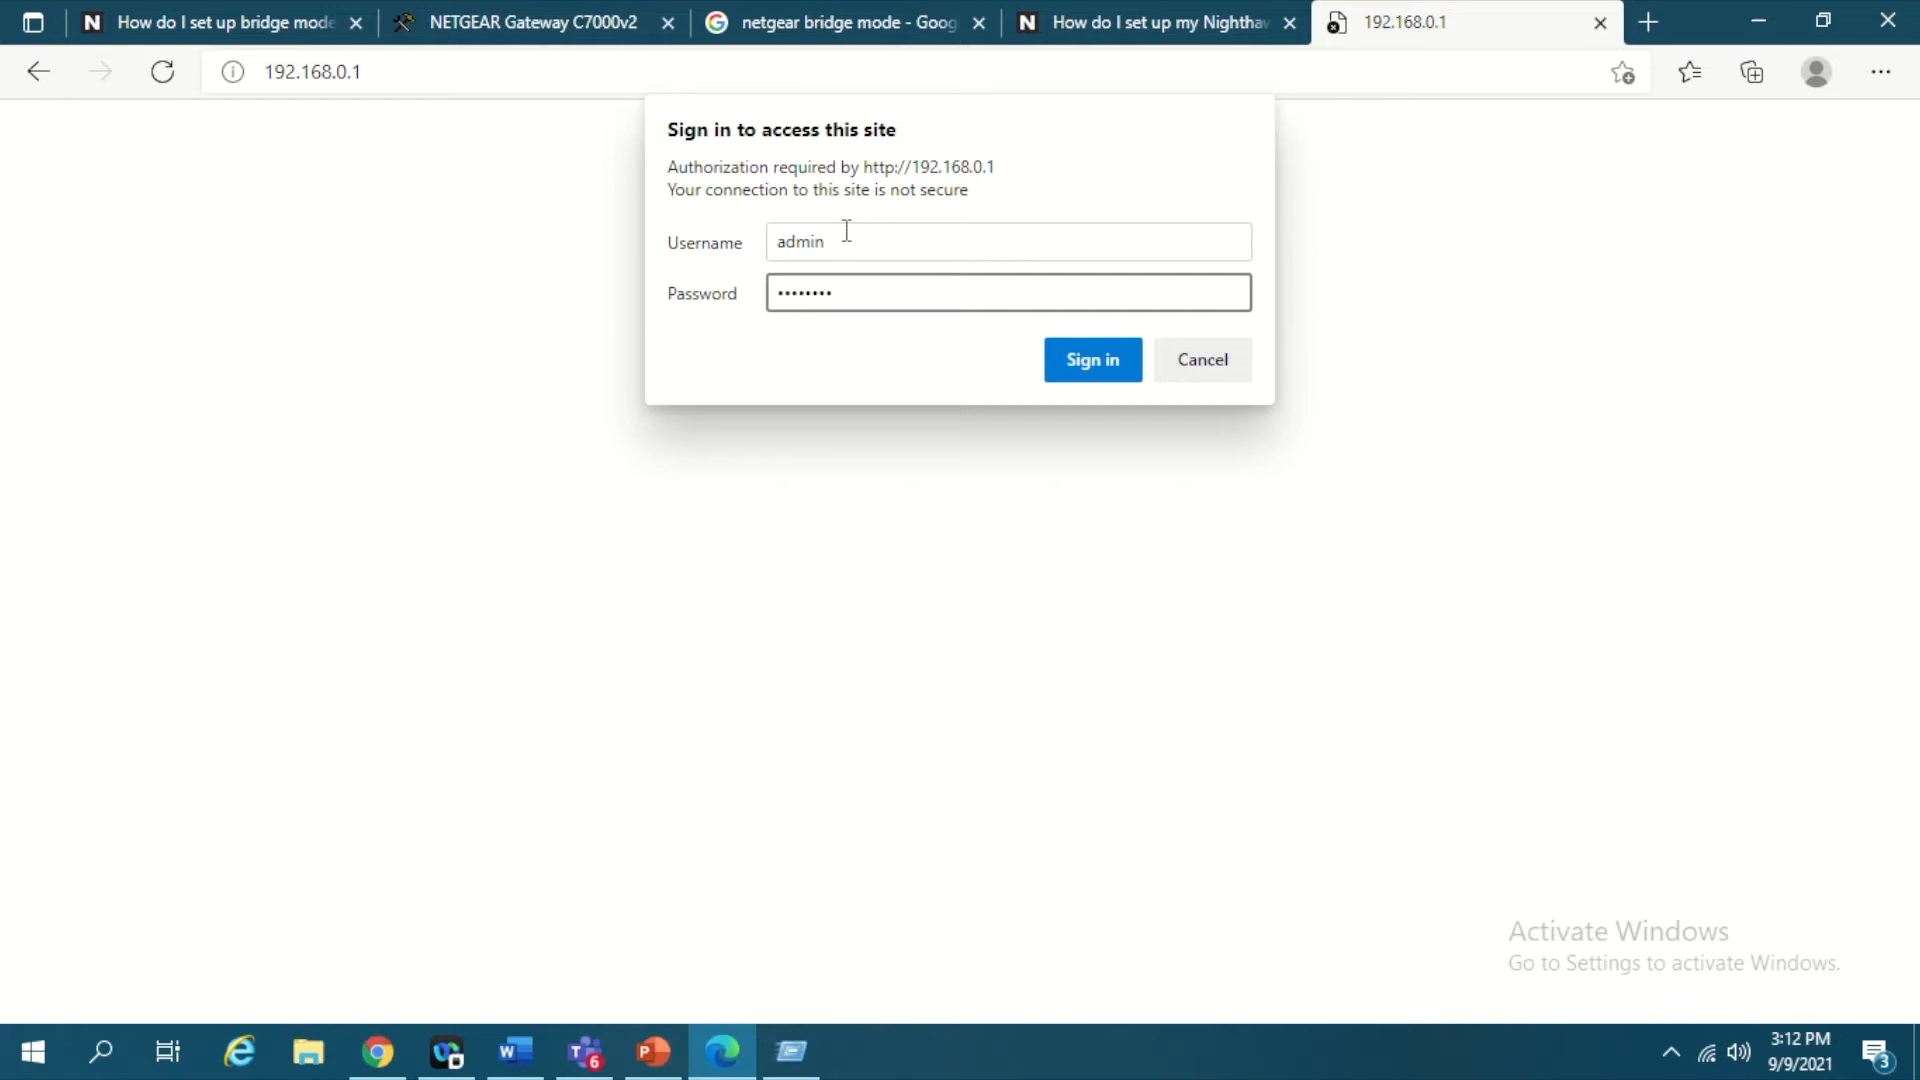 How do I set up bridge mode
NETGEAR Gateway C7000v2
netgear bridge mode - Goog
How do I set up my Nighthav
192.168.0.1
192.168.0.1
Sign in to access this site
Authorization required by http://192.168.0.1
Your connection to this site is not secure
Username
admin
Password
••••••••
Sign in
Cancel
Activate Windows
Go to Settings to activate Windows.
6
3:12 PM
9/9/2021
3